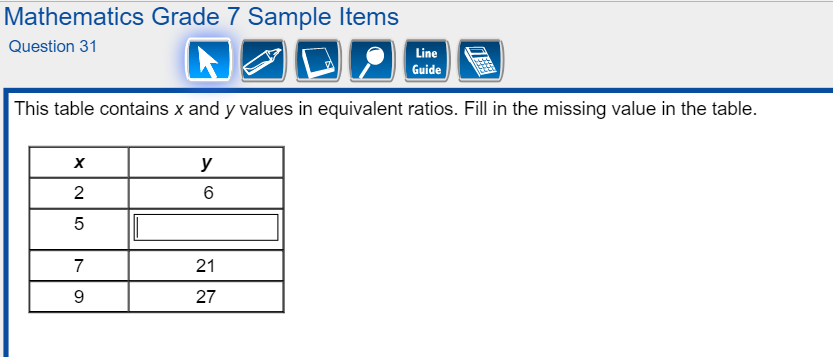 Mathematics Grade 7 Sample Items
Question 31
Line
Guide
This table contains x and y values in equivalent ratios. Fill in the missing value in the table.
x y
2 6
5
7 21
9 27